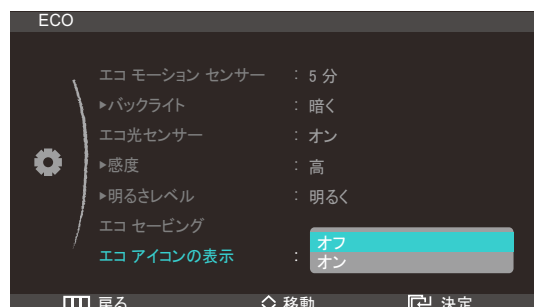 ECO
エコ モーション センサー : 5 分
▸バックライト : 暗く
エコ光センサー : オン
▸感度 : 高
▸明るさレベル : 明るく
エコ セービング
エコ アイコンの表示 : オフ
オン
戻る 移動 決定